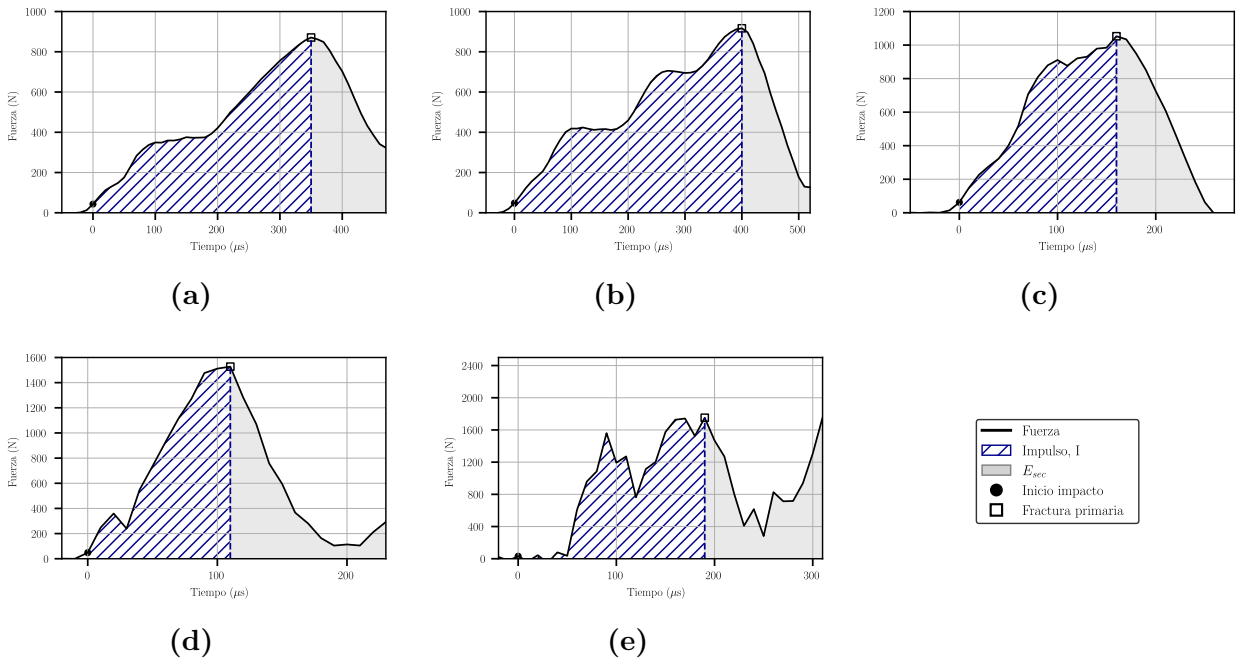 1000
800
600
400
200
0
Fuerza (N)
0 100 200 300 400
Tiempo (μs)
(a)
1000
800
600
400
200
0
Fuerza (N)
0 100 200 300 400 500
Tiempo (μs)
(b)
1200
1000
800
600
400
200
0
Fuerza (N)
0 100 200
Tiempo (μs)
(c)
1600
1400
1200
1000
800
600
400
200
0
Fuerza (N)
0 100 200
Tiempo (μs)
(d)
2400
2000
1600
1200
800
400
0
Fuerza (N)
0 100 200 300
Tiempo (μs)
(e)
Fuerza
Impulso, I
E_sec
Inicio impacto
Fractura primaria